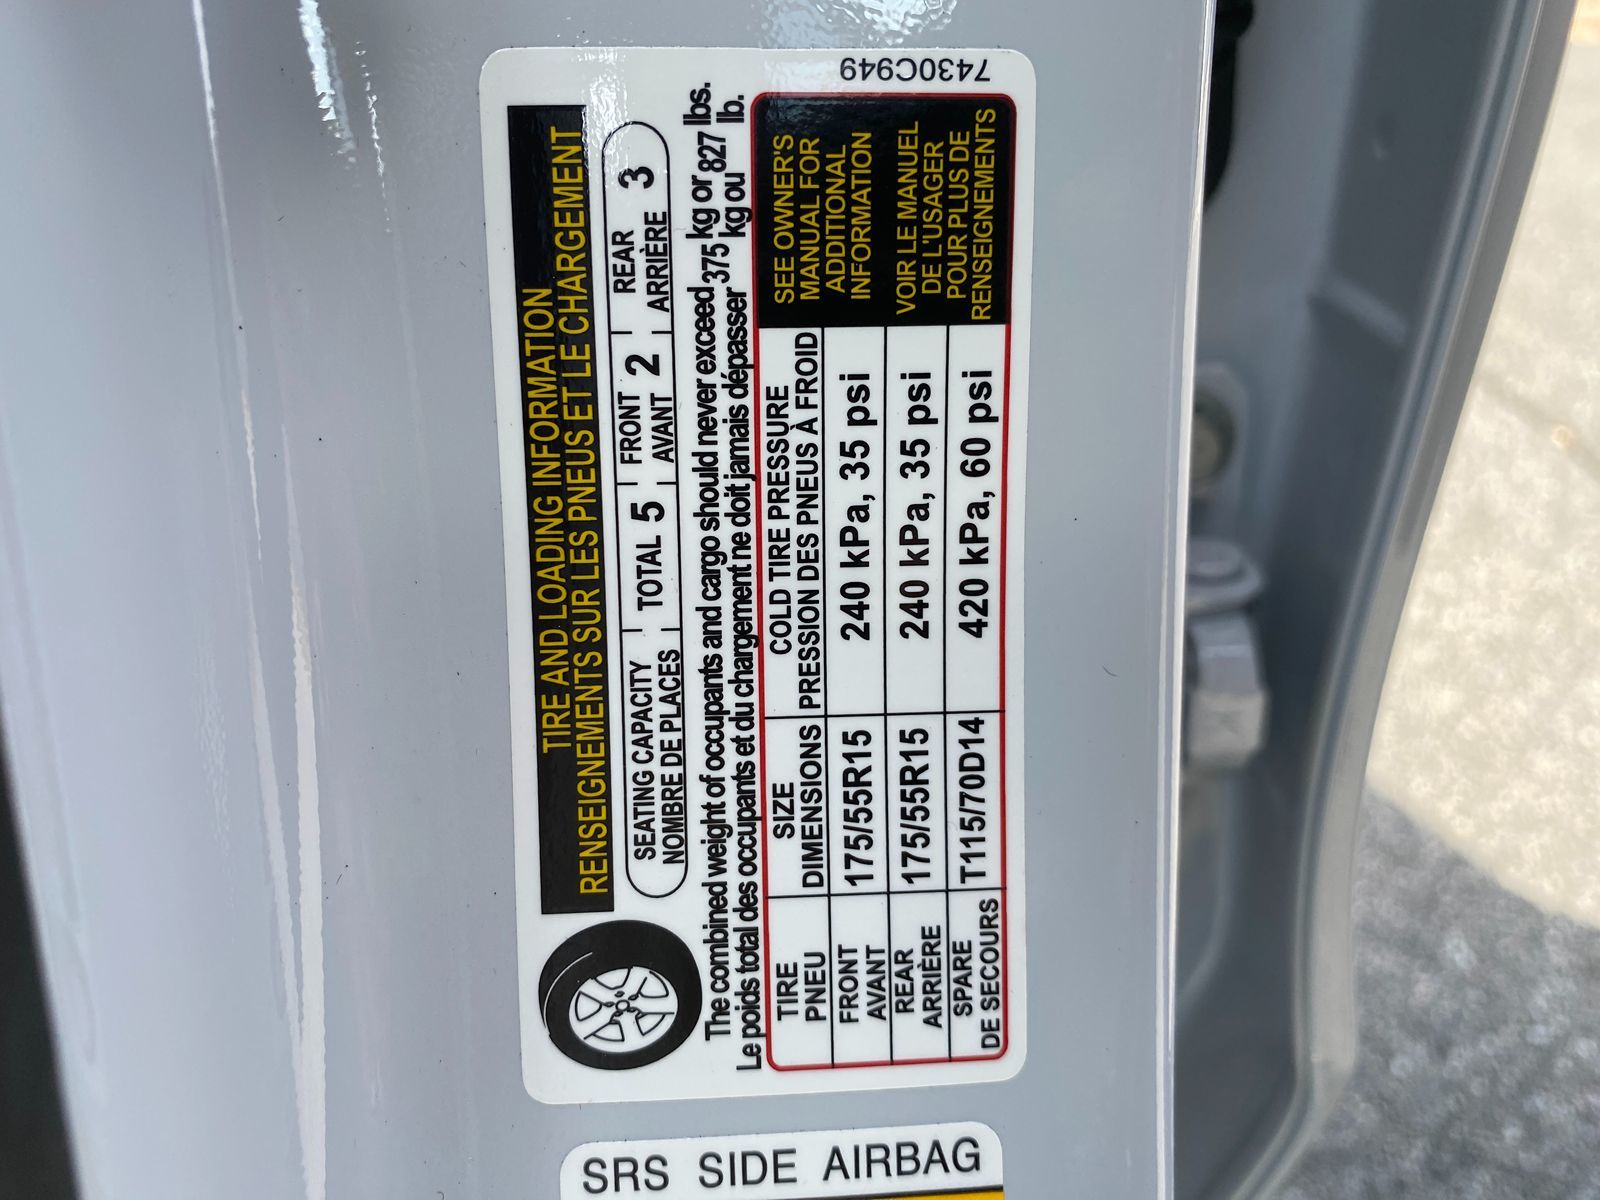 TIRE AND LOADING INFORMATION
RENSEIGNEMENTS SUR LES PNEUS ET LE CHARGEMENT
SEATING CAPACITY
NOMBRE DE PLACES
TOTAL 5
FRONT
AVANT
2
REAR
ARRIÈRE
3
The combined weight of occupants and cargo should never exceed 375 kg or 827 lbs.
Le poids total des occupants et du chargement ne doit jamais dépasser kg ou lb.
TIRE
PNEU
SIZE
DIMENSIONS
COLD TIRE PRESSURE
PRESSION DES PNEUS À FROID
FRONT
AVANT
175/55R15
240 kPa, 35 psi
REAR
ARRIÈRE
175/55R15
240 kPa, 35 psi
SPARE
DE SECOURS
T115/70D14
420 kPa, 60 psi
SEE OWNER'S
MANUAL FOR
ADDITIONAL
INFORMATION
VOIR LE MANUEL
DE L'USAGER
POUR PLUS DE
RENSEIGNEMENTS
7430C949
SRS SIDE AIRBAG